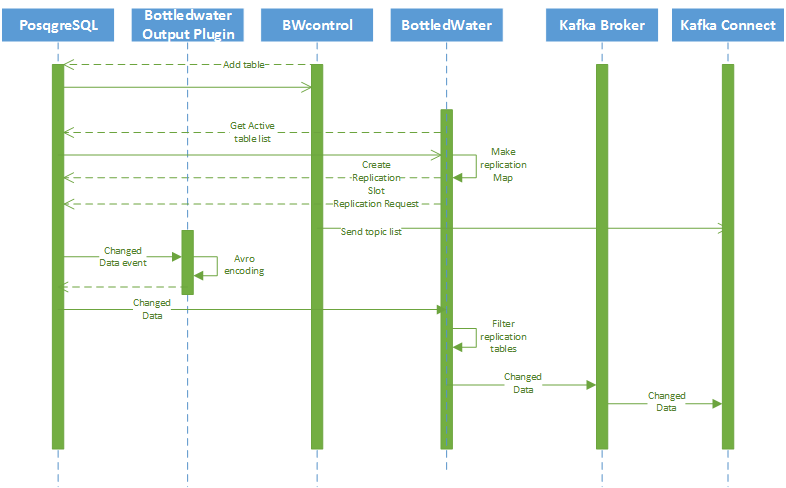 PosqgreSQL
Bottledwater
Output Plugin
BWcontrol
BottledWater
Kafka Broker
Kafka Connect
Add table
Get Active
table list
Make
replication
Map
Create
Replication
Slot
Replication Request
Send topic list
Changed
Data event
Avro
encoding
Changed
Data
Filter
replication
tables
Changed
Data
Changed
Data